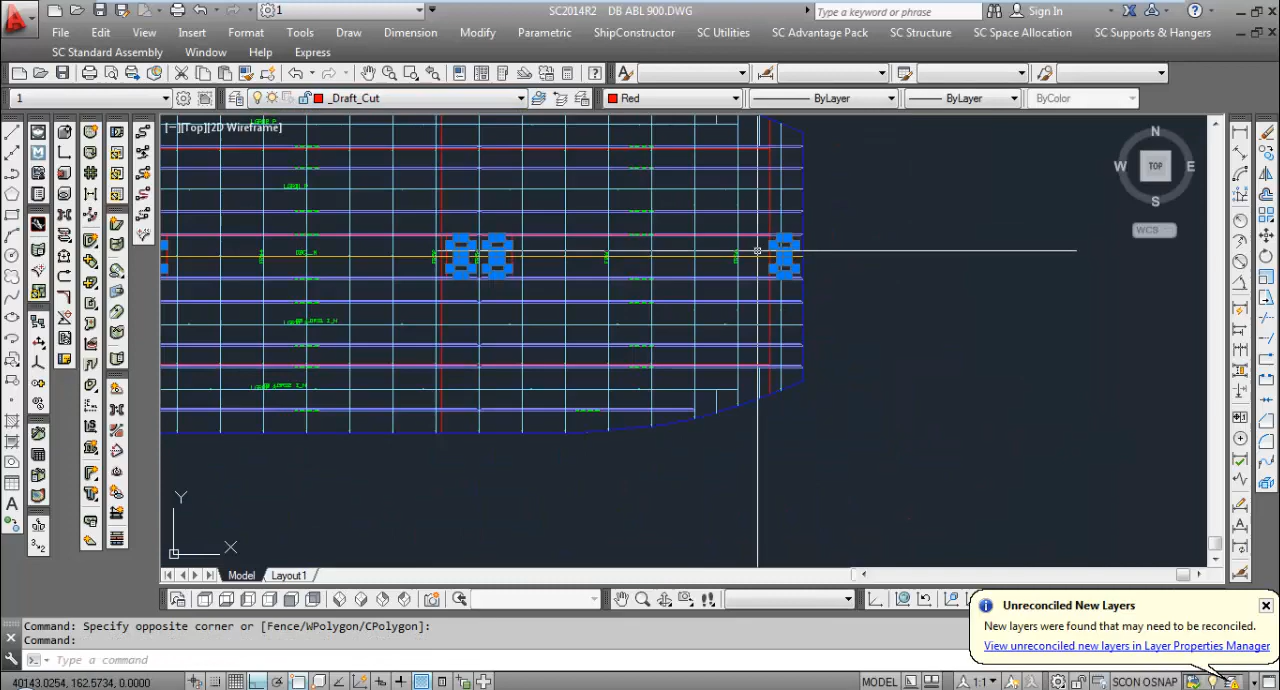 1
SC2014R2 DB ABL 900.DWG
Type a keyword or phrase
Sign In
File Edit View Insert Format Tools Draw Dimension Modify Parametric ShipConstructor SC Utilities SC Advantage Pack SC Structure SC Space Allocation SC Supports & Hangers
SC Standard Assembly Window Help Express
1
_Draft_Cut
Red
ByLayer
ByLayer
ByColor
[−][Top][2D Wireframe]
N
W TOP E
S
WCS
Y
X
Model Layout1
Unreconciled New Layers
New layers were found that may need to be reconciled.
View unreconciled new layers in Layer Properties Manager
Command: Specify opposite corner or [Fence/WPolygon/CPolygon]:
Command:
Type a command
40143.0254, 162.5734, 0.0000
MODEL
1:1
SCON OSNAP